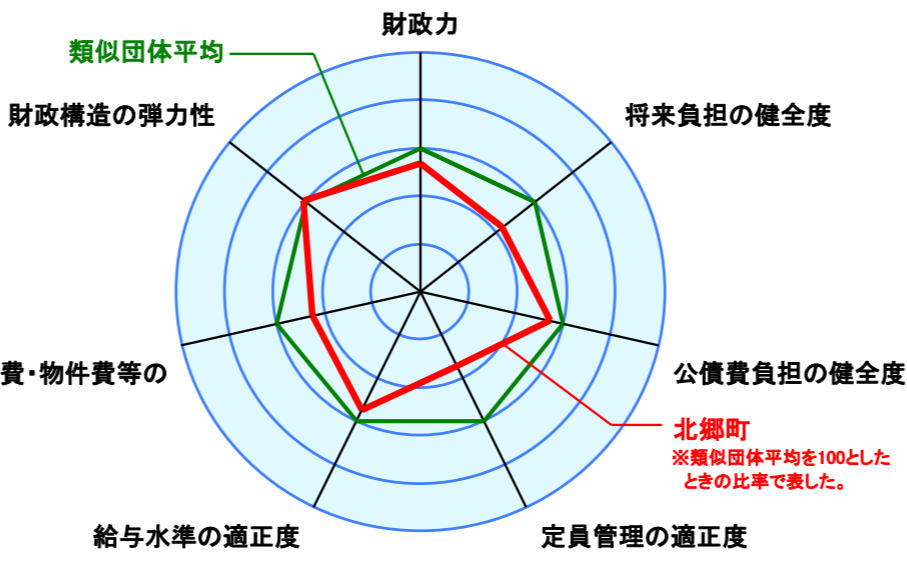 財政力
類似団体平均
財政構造の弾力性
将来負担の健全度
費・物件費等の
公債費負担の健全度
北郷町
※類似団体平均を100とした
ときの比率で表した。
給与水準の適正度
定員管理の適正度